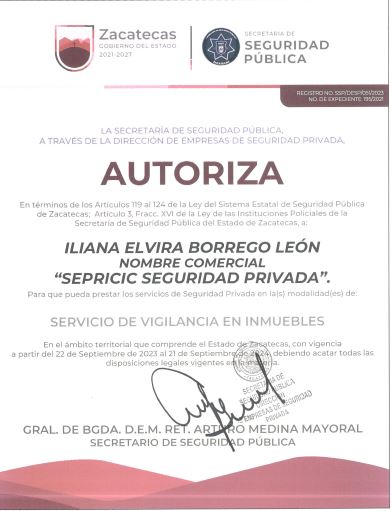 Zacatecas
GOBIERNO DEL ESTADO
2021-2027
SECRETARÍA DE
SEGURIDAD
PÚBLICA
REGISTRO NO. SSP/DESP/051/2023
NO. DE EXPEDIENTE 195/2021
LA SECRETARÍA DE SEGURIDAD PÚBLICA,
A TRAVÉS DE LA DIRECCIÓN DE EMPRESAS DE SEGURIDAD PRIVADA,
AUTORIZA
En términos de los Artículos 119 al 124 de la Ley del Sistema Estatal de Seguridad Pública
de Zacatecas; Artículo 3, Fracc. XVI de la Ley de las Instituciones Policiales de la
Secretaría de Seguridad Pública del Estado de Zacatecas, a:
ILIANA ELVIRA BORREGO LEÓN
NOMBRE COMERCIAL
“SEPRICIC SEGURIDAD PRIVADA”.
Para que pueda prestar los servicios de Seguridad Privada en la(s) modalidad(es) de:
SERVICIO DE VIGILANCIA EN INMUEBLES
En el ámbito territorial que comprende el Estado de Zacatecas, con vigencia
a partir del 22 de Septiembre de 2023 al 21 de Septiembre de 2024, debiendo acatar todas las
disposiciones legales vigentes en la materia.
SECRETARÍA DE
SEGURIDAD PÚBLICA
DIRECCIÓN
EMPRESAS DE SEGURIDAD
PRIVADA
GRAL. DE BGDA. D.E.M. RET. ARTURO MEDINA MAYORAL
SECRETARIO DE SEGURIDAD PÚBLICA